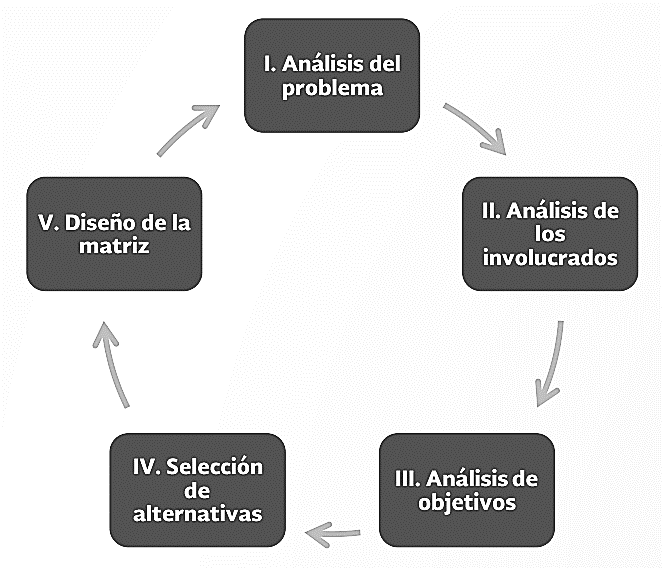 I. Análisis del
problema
II. Análisis de
los
involucrados
III. Análisis de
objetivos
IV. Selección
de
alternativas
V. Diseño de la
matriz